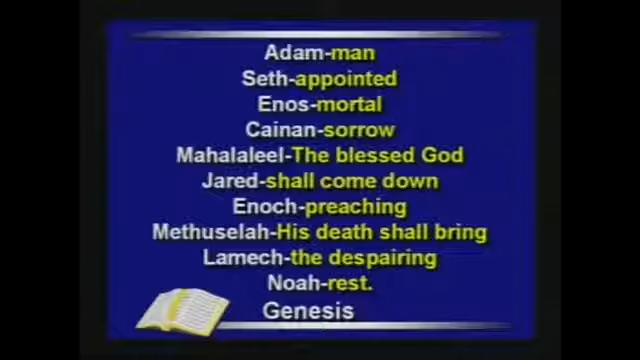 Adam-man
Seth-appointed
Enos-mortal
Cainan-sorrow
Mahalaleel-The blessed God
Jared-shall come down
Enoch-preaching
Methuselah-His death shall bring
Lamech-the despairing
Noah-rest.
Genesis